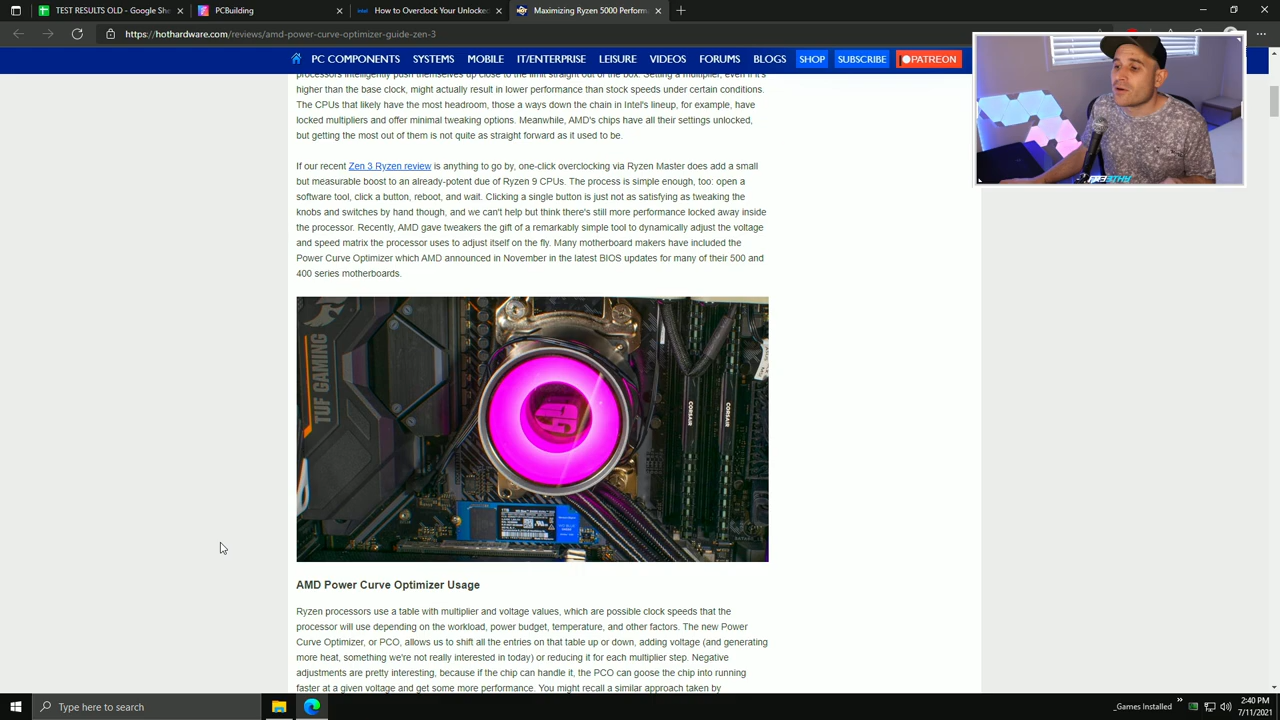 TEST RESULTS OLD - Google She
PCBuilding
How to Overclock Your Unlocked
Maximizing Ryzen 5000 Perform
https://hothardware.com/reviews/amd-power-curve-optimizer-guide-zen-3
PC COMPONENTS SYSTEMS MOBILE IT/ENTERPRISE LEISURE VIDEOS FORUMS BLOGS SHOP SUBSCRIBE PATREON
processors intelligently push themselves up close to the limit straight out of the box. Setting a multiplier, even if it's
higher than the base clock, might actually result in lower performance than stock speeds under certain conditions.
The CPUs that likely have the most headroom, those a ways down the chain in Intel's lineup, for example, have
locked multipliers and offer minimal tweaking options. Meanwhile, AMD's chips have all their settings unlocked,
but getting the most out of them is not quite as straight forward as it used to be.
If our recent Zen 3 Ryzen review is anything to go by, one-click overclocking via Ryzen Master does add a small
but measurable boost to an already-potent due of Ryzen 9 CPUs. The process is simple enough, too: open a
software tool, click a button, reboot, and wait. Clicking a single button is just not as satisfying as tweaking the
knobs and switches by hand though, and we can't help but think there's still more performance locked away inside
the processor. Recently, AMD gave tweakers the gift of a remarkably simple tool to dynamically adjust the voltage
and speed matrix the processor uses to adjust itself on the fly. Many motherboard makers have included the
Power Curve Optimizer which AMD announced in November in the latest BIOS updates for many of their 500 and
400 series motherboards.
TUF GAMING
CORSAIR
CORSAIR
AMD Power Curve Optimizer Usage
Ryzen processors use a table with multiplier and voltage values, which are possible clock speeds that the
processor will use depending on the workload, power budget, temperature, and other factors. The new Power
Curve Optimizer, or PCO, allows us to shift all the entries on that table up or down, adding voltage (and generating
more heat, something we're not really interested in today) or reducing it for each multiplier step. Negative
adjustments are pretty interesting, because if the chip can handle it, the PCO can goose the chip into running
faster at a given voltage and get some more performance. You might recall a similar approach taken by
Type here to search
_Games Installed
2:40 PM
7/11/2021